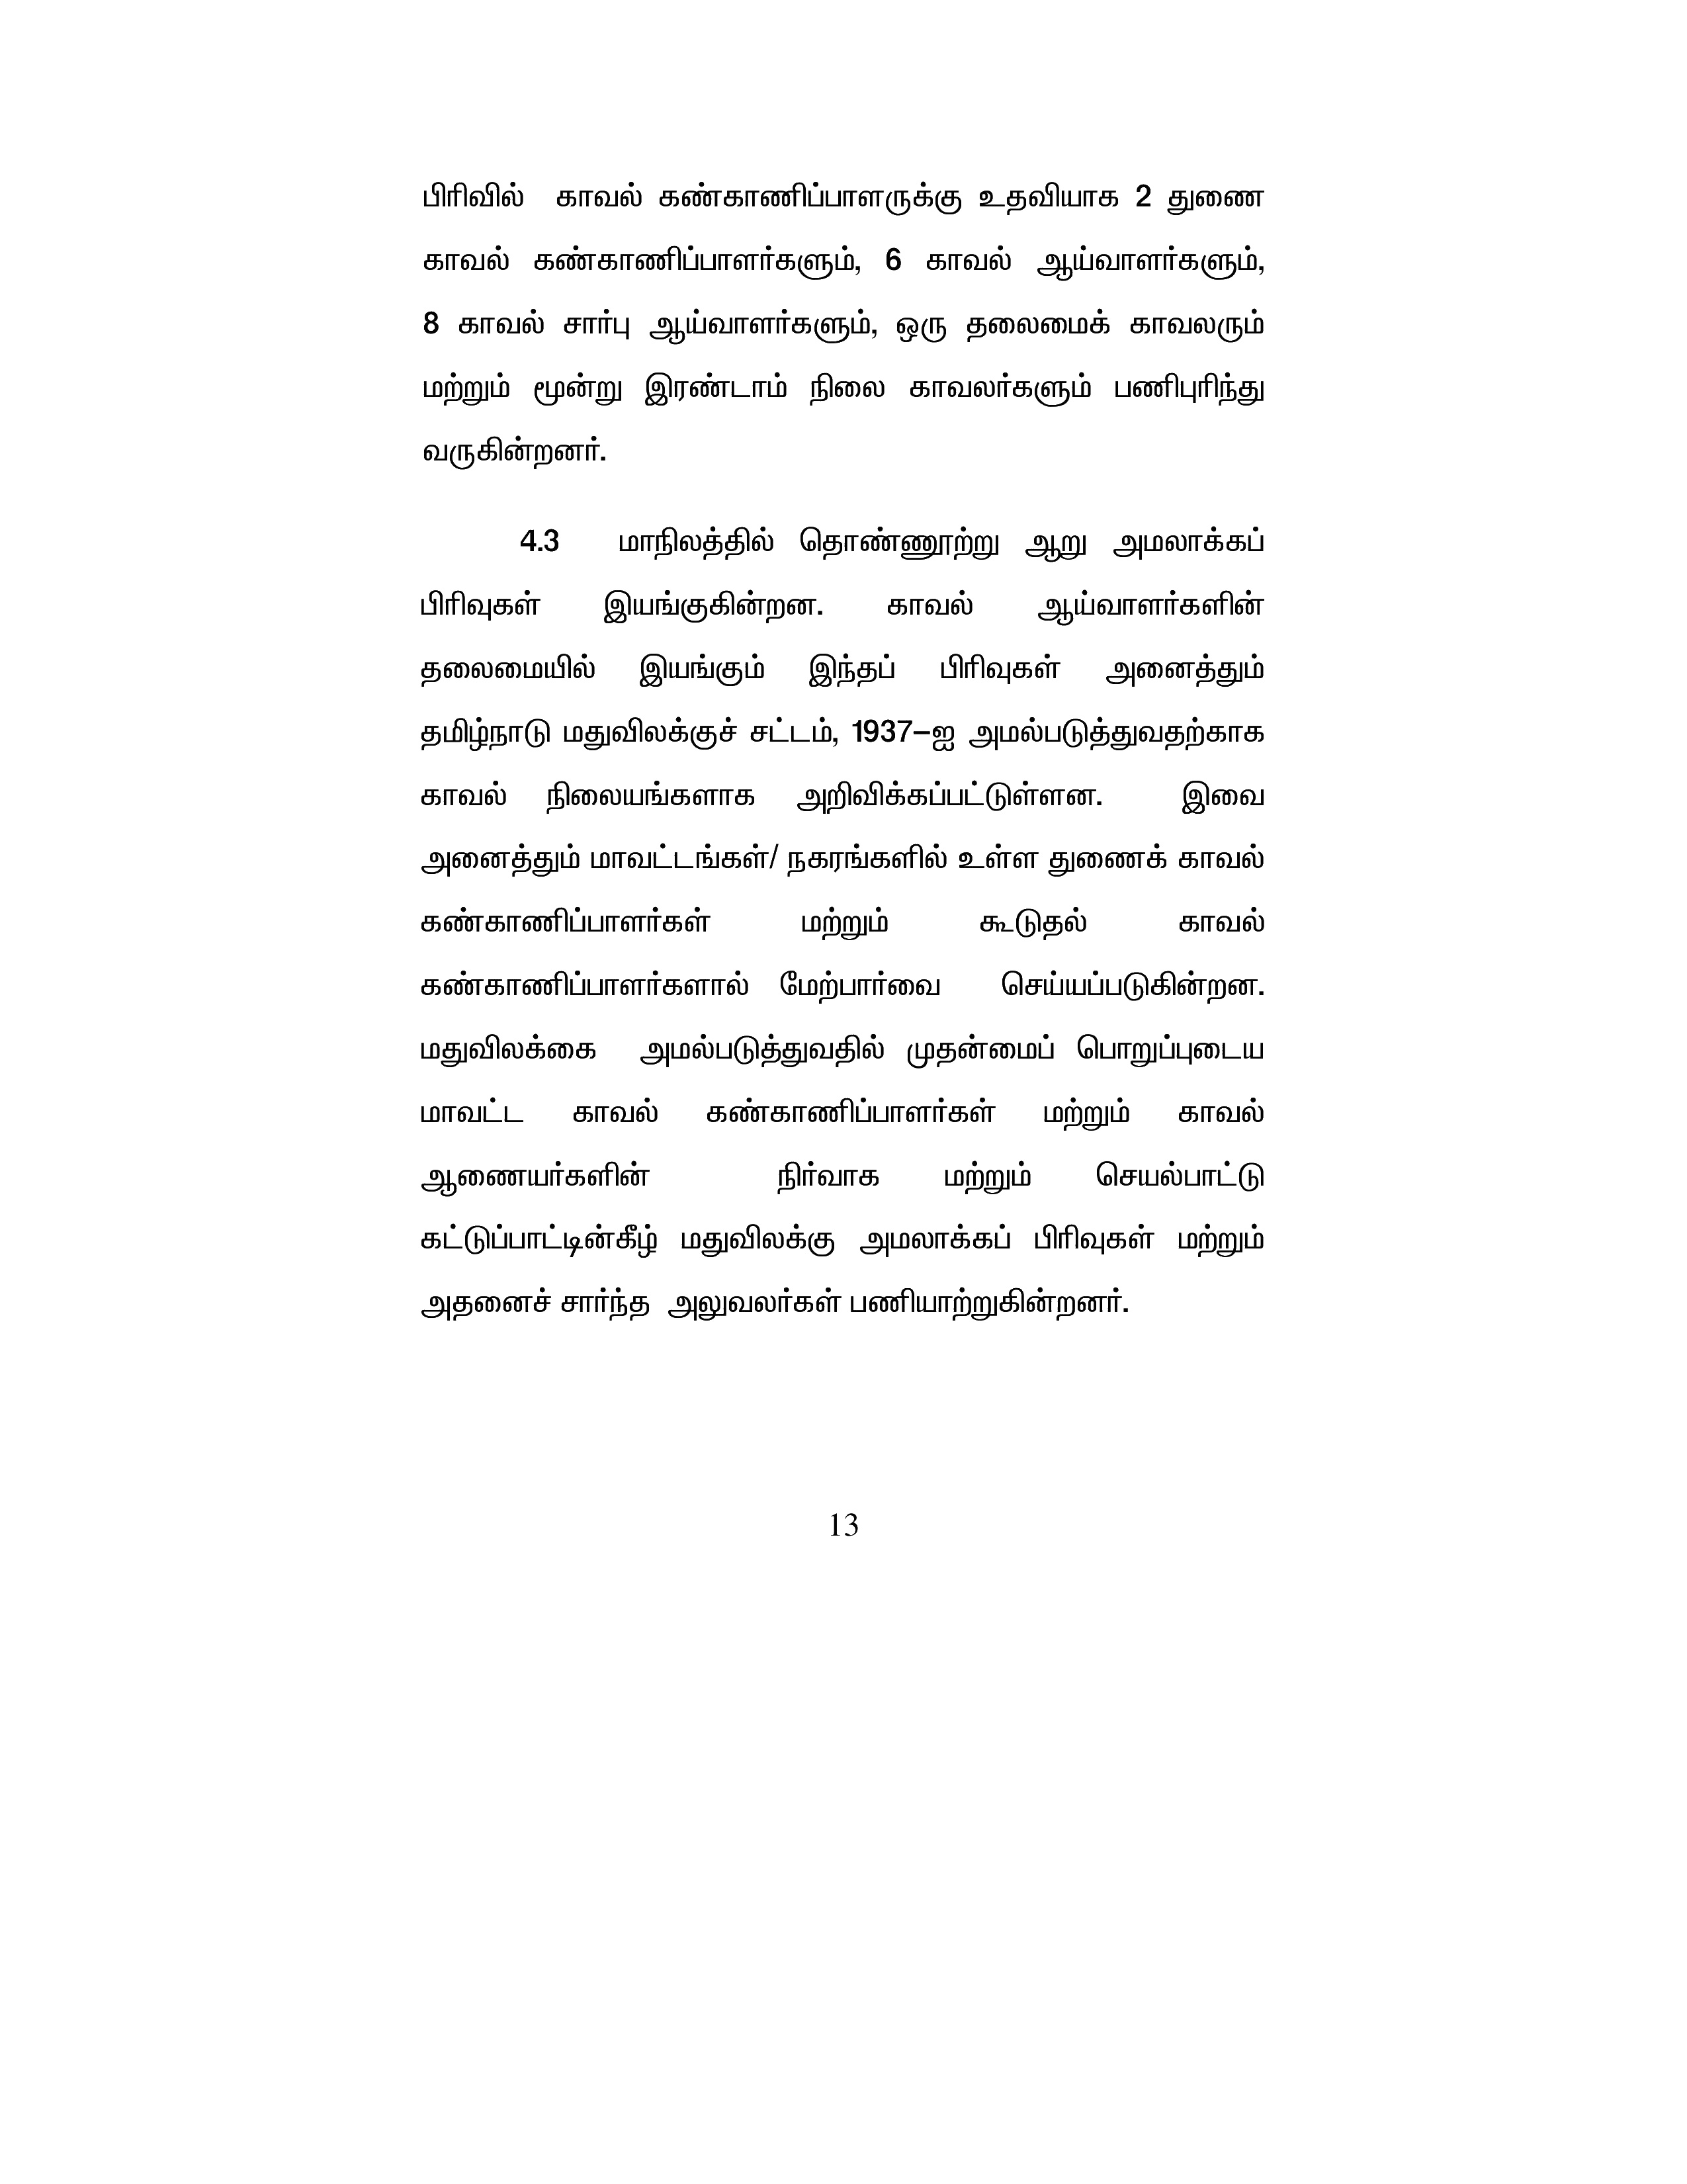 பிரிவில் காவல் கண்காணிப்பாளருக்கு உதவியாக 2 துணை
காவல் கண்காணிப்பாளர்களும், 6 காவல் ஆய்வாளர்களும்,
8 காவல் சார்பு ஆய்வாளர்களும், ஒரு தலைமைக் காவலரும்
மற்றும் மூன்று இரண்டாம் நிலை காவலர்களும் பணிபுரிந்து
வருகின்றனர்.
4.3 மாநிலத்தில் தொண்ணூற்று ஆறு அமலாக்கப்
பிரிவுகள் இயங்குகின்றன. காவல் ஆய்வாளர்களின்
தலைமையில் இயங்கும் இந்தப் பிரிவுகள் அனைத்தும்
தமிழ்நாடு மதுவிலக்குச் சட்டம், 1937–ஐ அமல்படுத்துவதற்காக
காவல் நிலையங்களாக அறிவிக்கப்பட்டுள்ளன. இவை
அனைத்தும் மாவட்டங்கள்/ நகரங்களில் உள்ள துணைக் காவல்
கண்காணிப்பாளர்கள் மற்றும் கூடுதல் காவல்
கண்காணிப்பாளர்களால் மேற்பார்வை செய்யப்படுகின்றன.
மதுவிலக்கை அமல்படுத்துவதில் முதன்மைப் பொறுப்புடைய
மாவட்ட காவல் கண்காணிப்பாளர்கள் மற்றும் காவல்
ஆணையர்களின் நிர்வாக மற்றும் செயல்பாட்டு
கட்டுப்பாட்டின்கீழ் மதுவிலக்கு அமலாக்கப் பிரிவுகள் மற்றும்
அதனைச் சார்ந்த அலுவலர்கள் பணியாற்றுகின்றனர்.
13